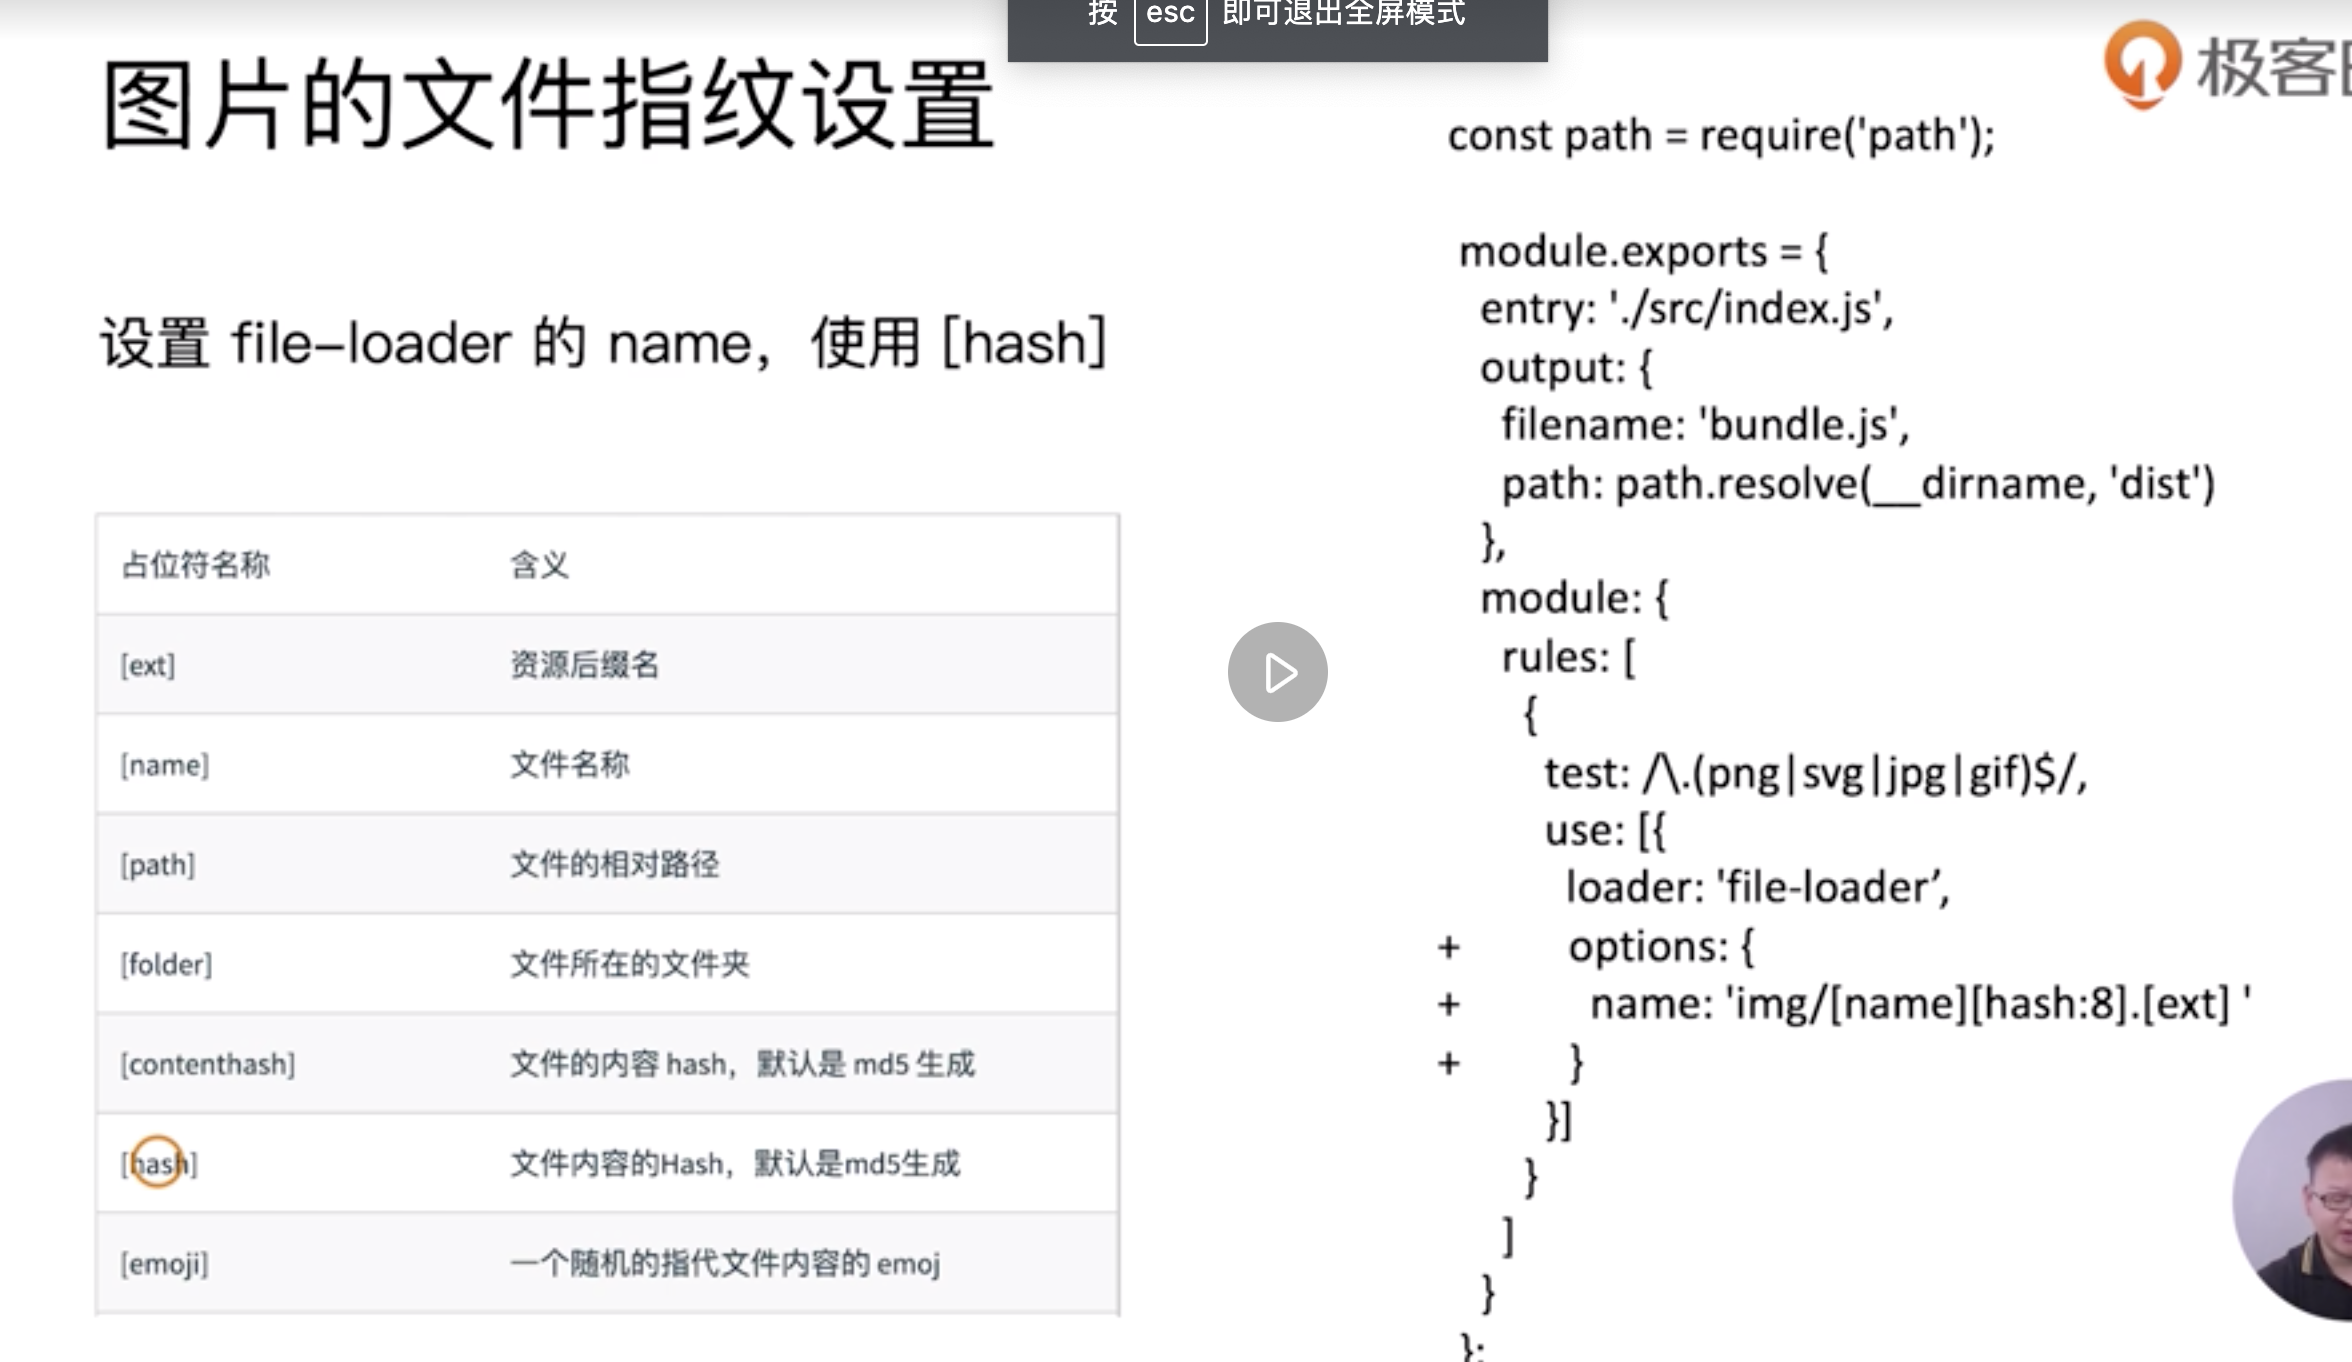 按 esc 即可退出全屏模式
极客
图片的文件指纹设置
设置 file-loader 的 name，使用 [hash]
占位符名称 含义
[ext] 资源后缀名
[name] 文件名称
[path] 文件的相对路径
[folder] 文件所在的文件夹
[contenthash] 文件的内容 hash，默认是 md5 生成
[hash] 文件内容的Hash，默认是md5生成
[emoji] 一个随机的指代文件内容的 emoj
const path = require('path');
module.exports = {
entry: './src/index.js',
output: {
filename: 'bundle.js',
path: path.resolve(__dirname, 'dist')
},
module: {
rules: [
{
test: /\.(png|svg|jpg|gif)$/,
use: [{
loader: 'file-loader’,
+ options: {
+ name: 'img/[name][hash:8].[ext] '
+ }
}]
}
]
}
};